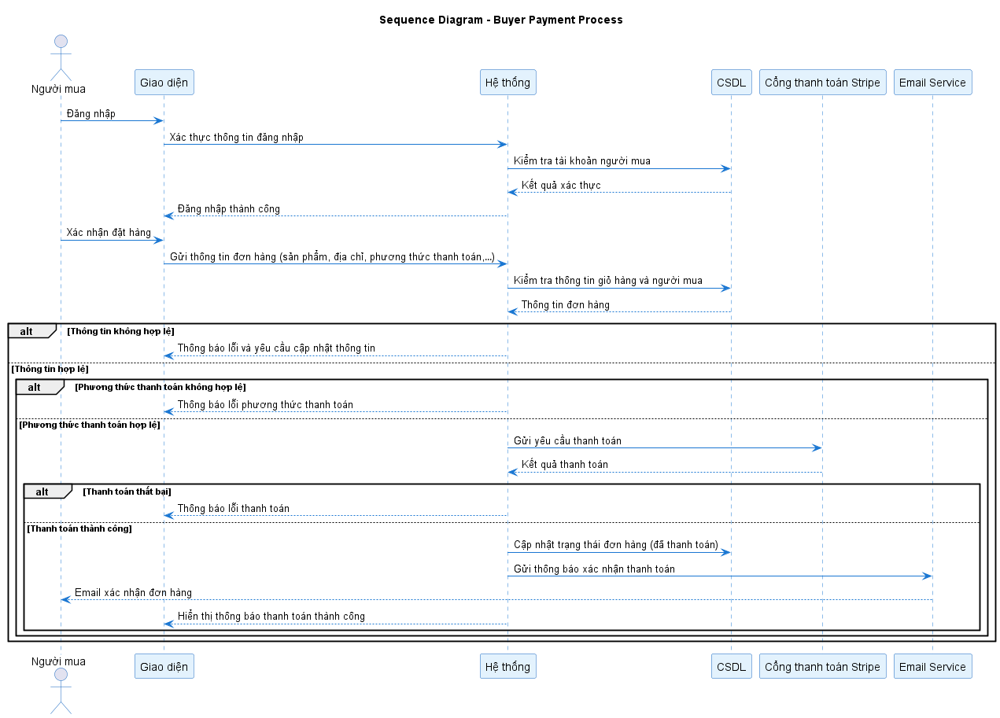 Sequence Diagram - Buyer Payment Process
Người mua
Giao diện
Hệ thống
CSDL
Cổng thanh toán Stripe
Email Service
Đăng nhập
Xác thực thông tin đăng nhập
Kiểm tra tài khoản người mua
Kết quả xác thực
Đăng nhập thành công
Xác nhận đặt hàng
Gửi thông tin đơn hàng (sản phẩm, địa chỉ, phương thức thanh toán,...)
Kiểm tra thông tin giỏ hàng và người mua
Thông tin đơn hàng
alt [Thông tin không hợp lệ]
Thông báo lỗi và yêu cầu cập nhật thông tin
[Thông tin hợp lệ]
alt [Phương thức thanh toán không hợp lệ]
Thông báo lỗi phương thức thanh toán
[Phương thức thanh toán hợp lệ]
Gửi yêu cầu thanh toán
Kết quả thanh toán
alt [Thanh toán thất bại]
Thông báo lỗi thanh toán
[Thanh toán thành công]
Cập nhật trạng thái đơn hàng (đã thanh toán)
Gửi thông báo xác nhận thanh toán
Email xác nhận đơn hàng
Hiển thị thông báo thanh toán thành công
Người mua
Giao diện
Hệ thống
CSDL
Cổng thanh toán Stripe
Email Service